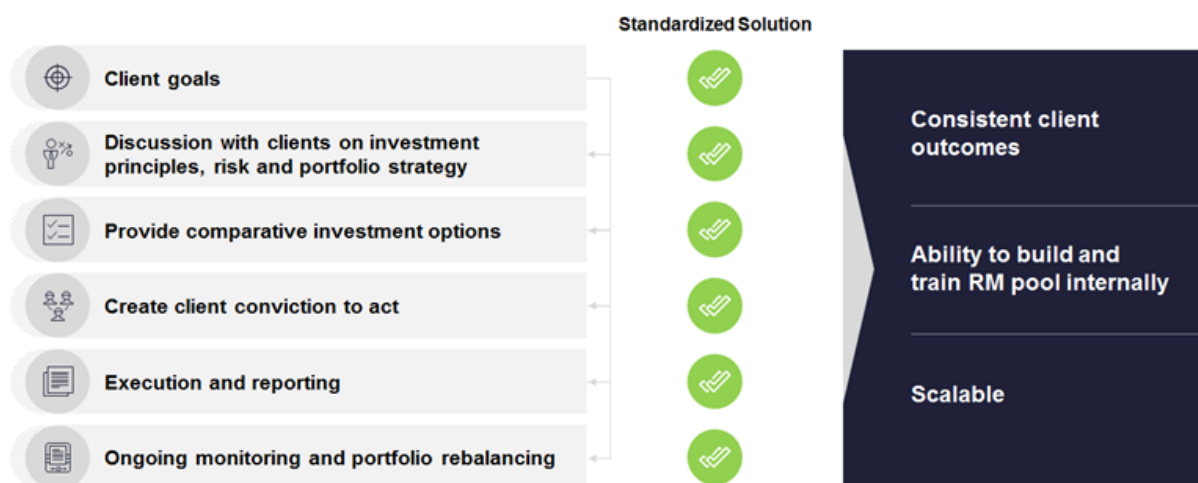 Standardized Solution
Client goals
Discussion with clients on investment
principles, risk and portfolio strategy
Provide comparative investment options
Create client conviction to act
Execution and reporting
Ongoing monitoring and portfolio rebalancing
Consistent client
outcomes
Ability to build and
train RM pool internally
Scalable